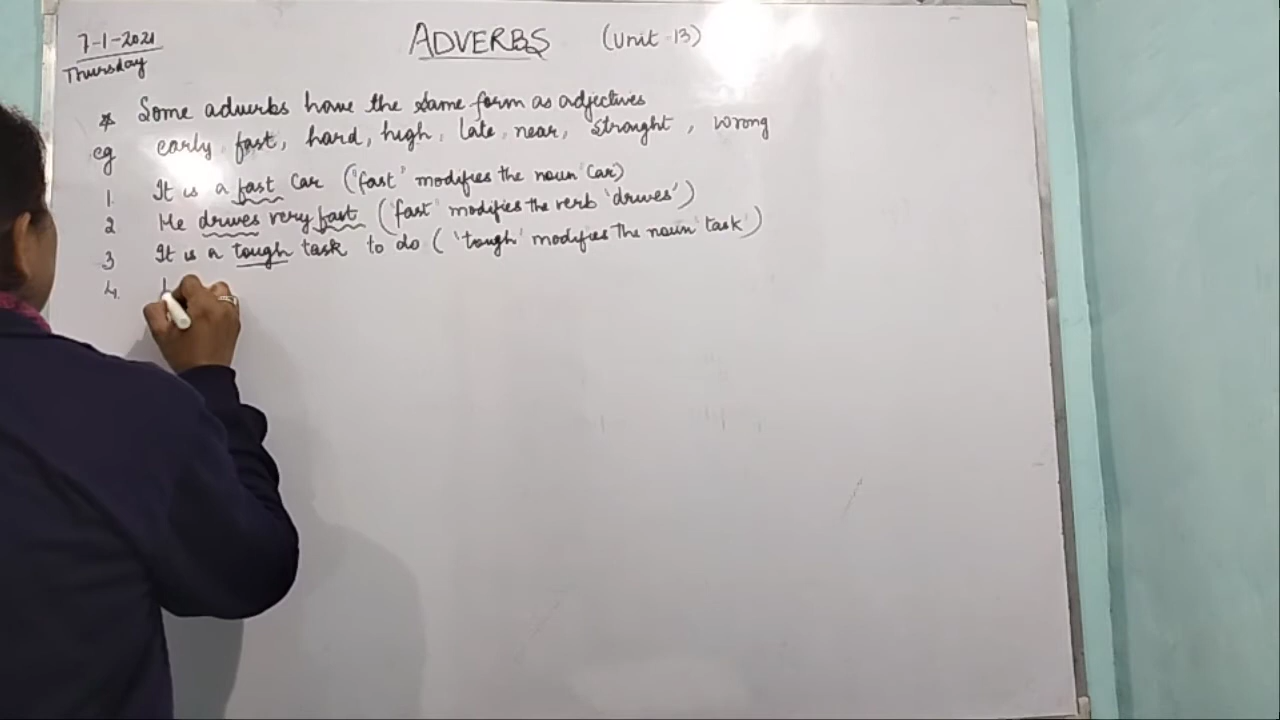 7-1-2021
Thursday
ADVERBS (Unit-13)
* Some adverbs have the same form as adjectives
eg early, fast, hard, high, late, near, straight, wrong
1. It is a fast car ("fast" modifies the noun 'car)
2 He drives very fast ('fast" modifies the verb 'drives')
3 It is a tough task to do ('tough' modifies the noun 'task')
4.